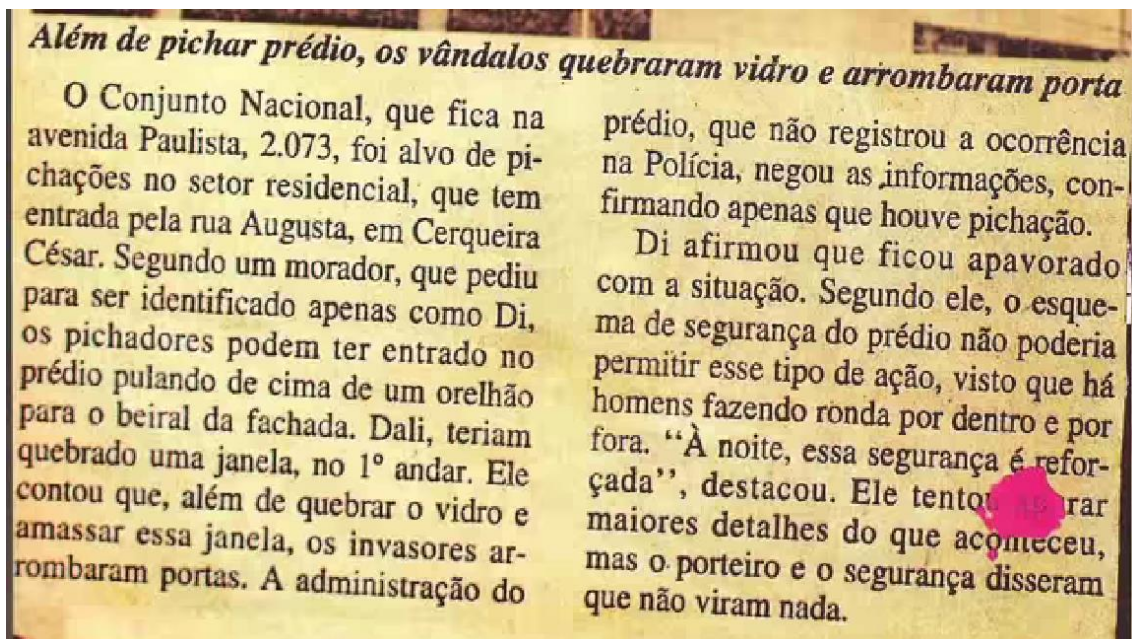 Além de pichar prédio, os vândalos quebraram vidro e arrombaram porta
O Conjunto Nacional, que fica na
avenida Paulista, 2.073, foi alvo de pi-
chações no setor residencial, que tem
entrada pela rua Augusta, em Cerqueira
César. Segundo um morador, que pediu
para ser identificado apenas como Di,
os pichadores podem ter entrado no
prédio pulando de cima de um orelhão
para o beiral da fachada. Dali, teriam
quebrado uma janela, no 1º andar. Ele
contou que, além de quebrar o vidro e
amassar essa janela, os invasores ar-
rombaram portas. A administração do
prédio, que não registrou a ocorrência
na Polícia, negou as informações, con-
firmando apenas que houve pichação.
Di afirmou que ficou apavorado
com a situação. Segundo ele, o esque-
ma de segurança do prédio não poderia
permitir esse tipo de ação, visto que há
homens fazendo ronda por dentro e por
fora. “À noite, essa segurança é refor-
çada”, destacou. Ele tentou apurar
maiores detalhes do que aconteceu,
mas o porteiro e o segurança disseram
que não viram nada.